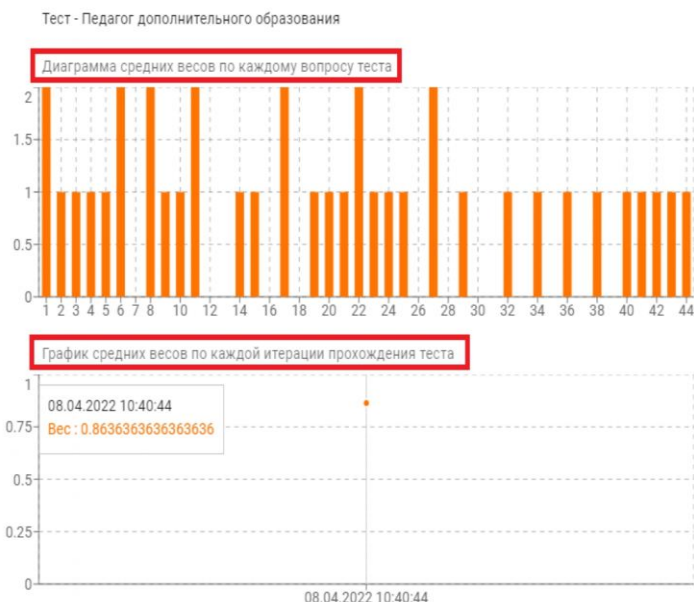 Тест - Педагог дополнительного образования
Диаграмма средних весов по каждому вопросу теста
2
1.5
1
0.5
0
1 2 3 4 5 6 7 8 10 12 14 16 18 20 22 24 26 28 30 32 34 36 38 40 42 44
График средних весов по каждой итерации прохождения теста
1
08.04.2022 10:40:44
0.75 Вес : 0.8636363636363636
0.5
0.25
0
08.04.2022 10:40:44